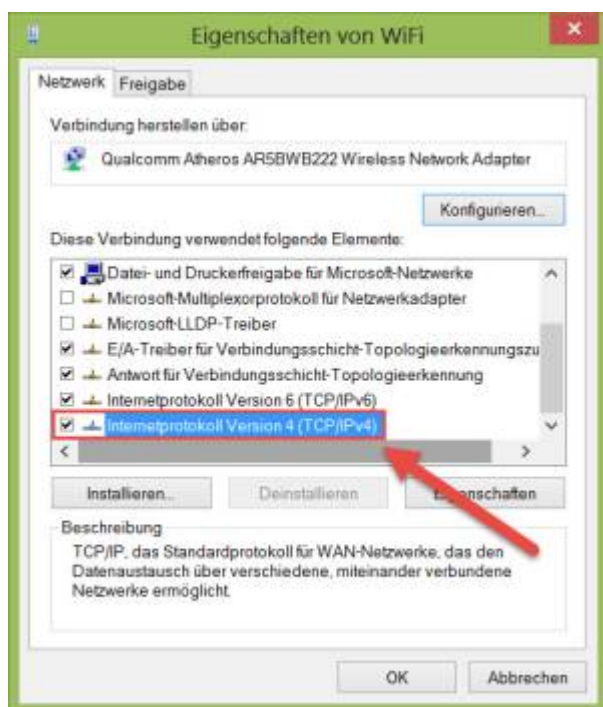 Eigenschaften von WiFi
Netzwerk Freigabe
Verbindung herstellen über:
Qualcomm Atheros AR5BWB222 Wireless Network Adapter
Konfigurieren...
Diese Verbindung verwendet folgende Elemente:
Datei- und Druckerfreigabe für Microsoft-Netzwerke
Microsoft-Multiplexorprotokoll für Netzwerkadapter
Microsoft-LLDP-Treiber
E/A-Treiber für Verbindungsschicht-Topologieerkennungszu
Antwort für Verbindungsschicht-Topologieerkennung
Internetprotokoll Version 6 (TCP/IPv6)
Internetprotokoll Version 4 (TCP/IPv4)
Installieren... Deinstallieren Eigenschaften
Beschreibung
TCP/IP, das Standardprotokoll für WAN-Netzwerke, das den
Datenaustausch über verschiedene, miteinander verbundene
Netzwerke ermöglicht.
OK Abbrechen